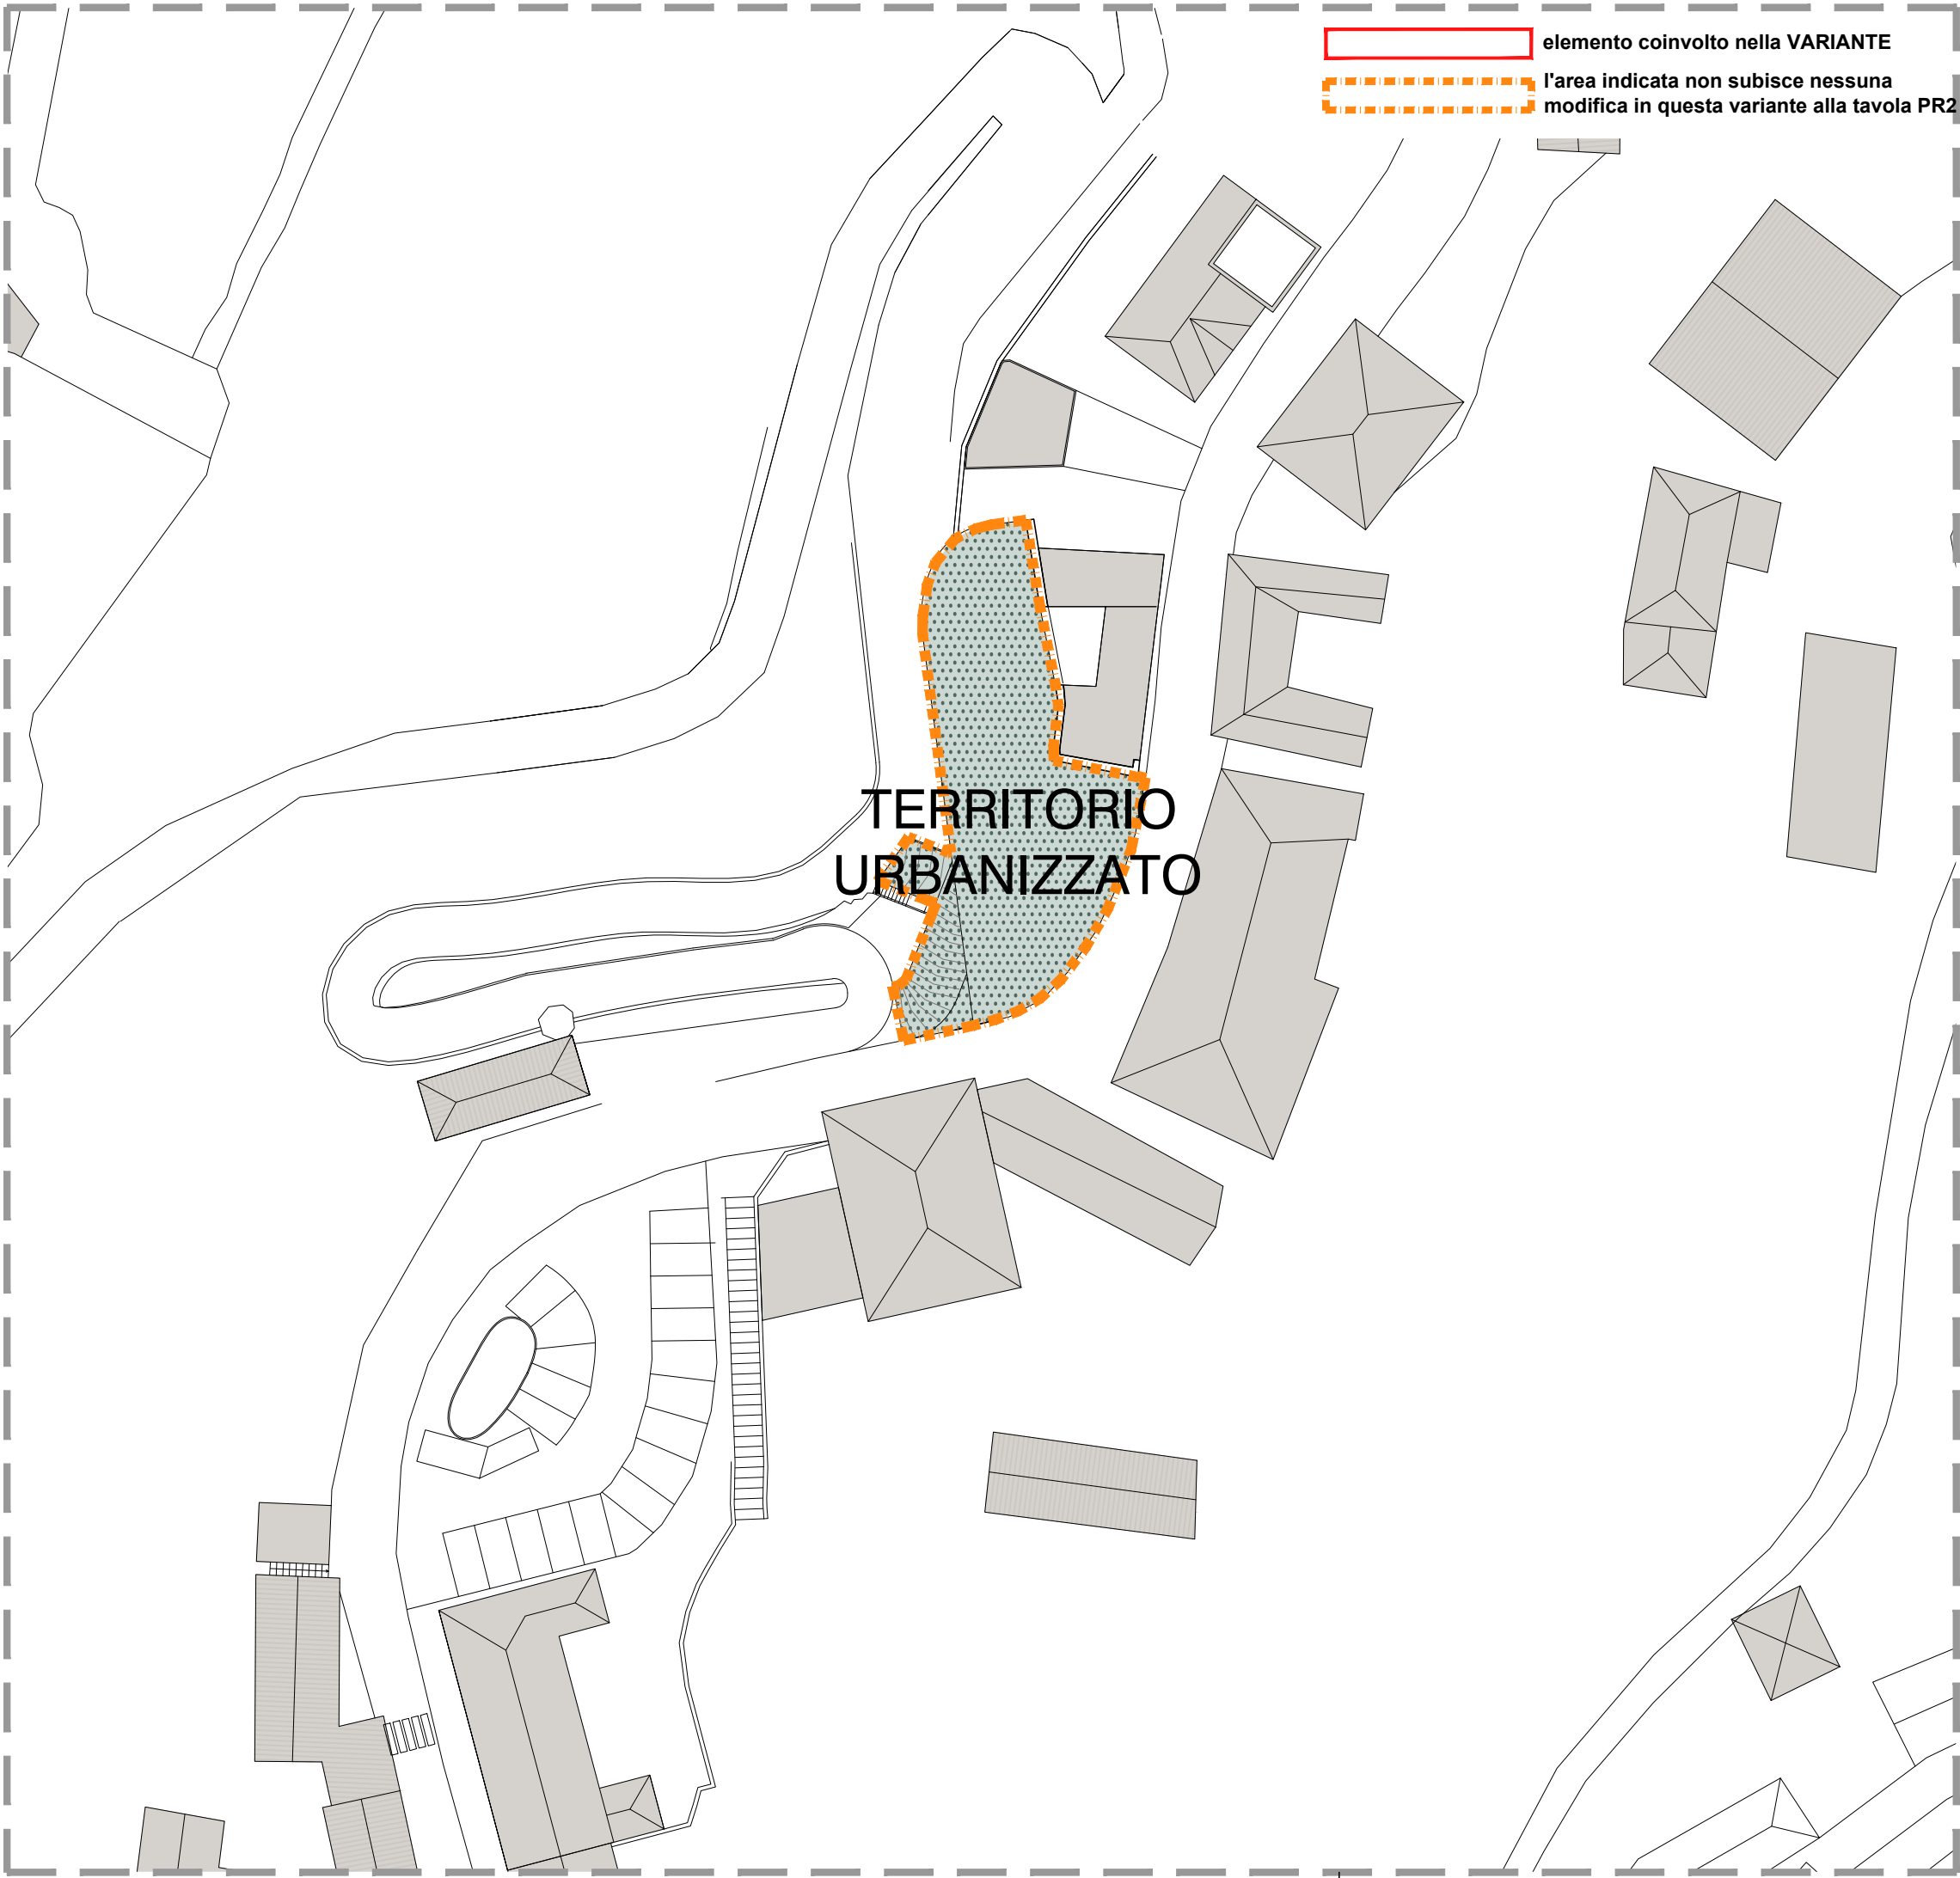 elemento coinvolto nella VARIANTE
l'area indicata non subisce nessuna
modifica in questa variante alla tavola PR2
TERRITORIO
URBANIZZATO